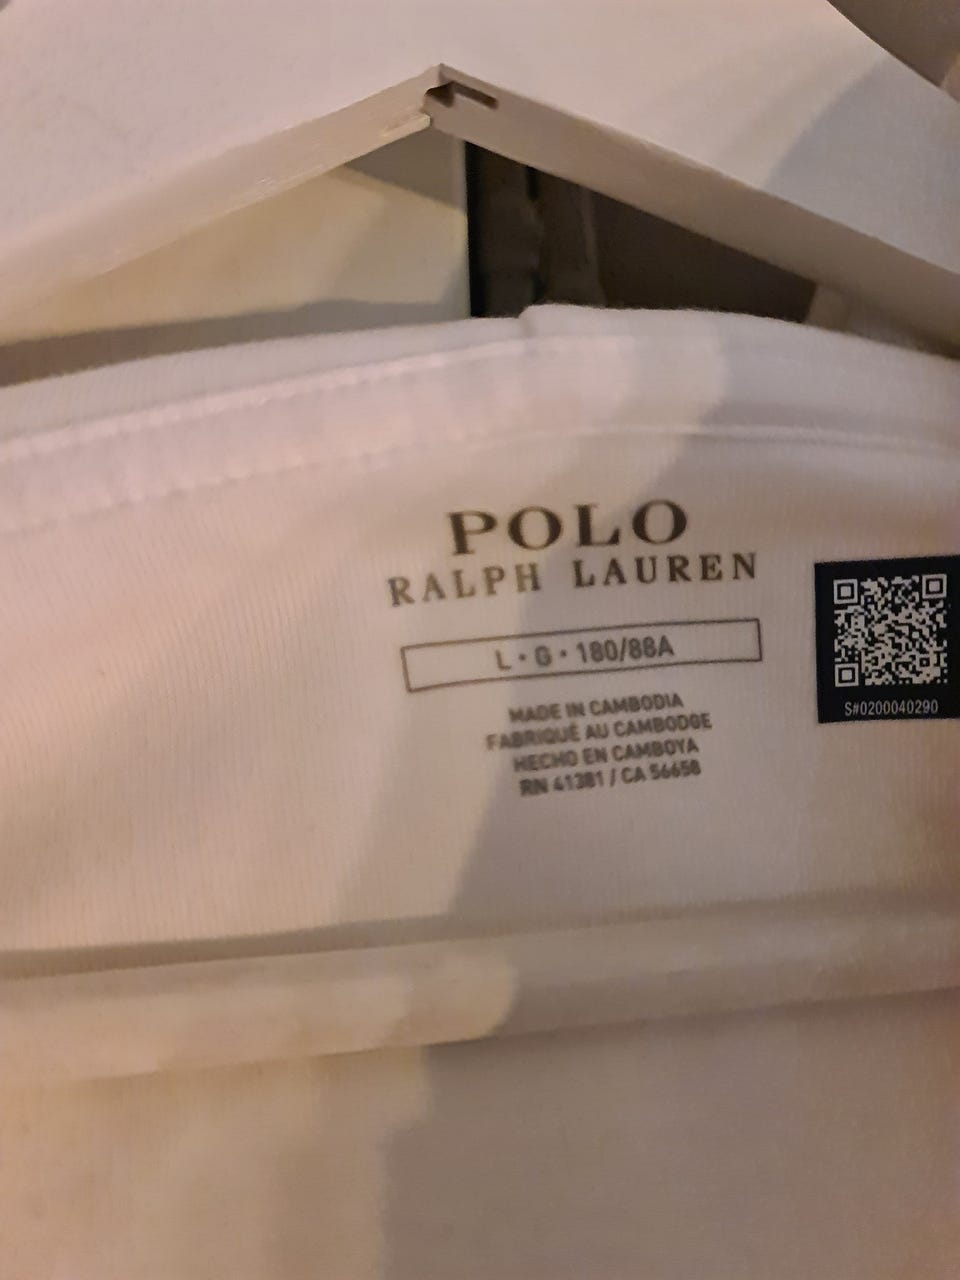 POLO
RALPH LAUREN
L • G • 180/88A
MADE IN CAMBODIA
FABRIQUÉ AU CAMBODGE
HECHO EN CAMBOYA
RN 41381 / CA 56658
S#0200040290